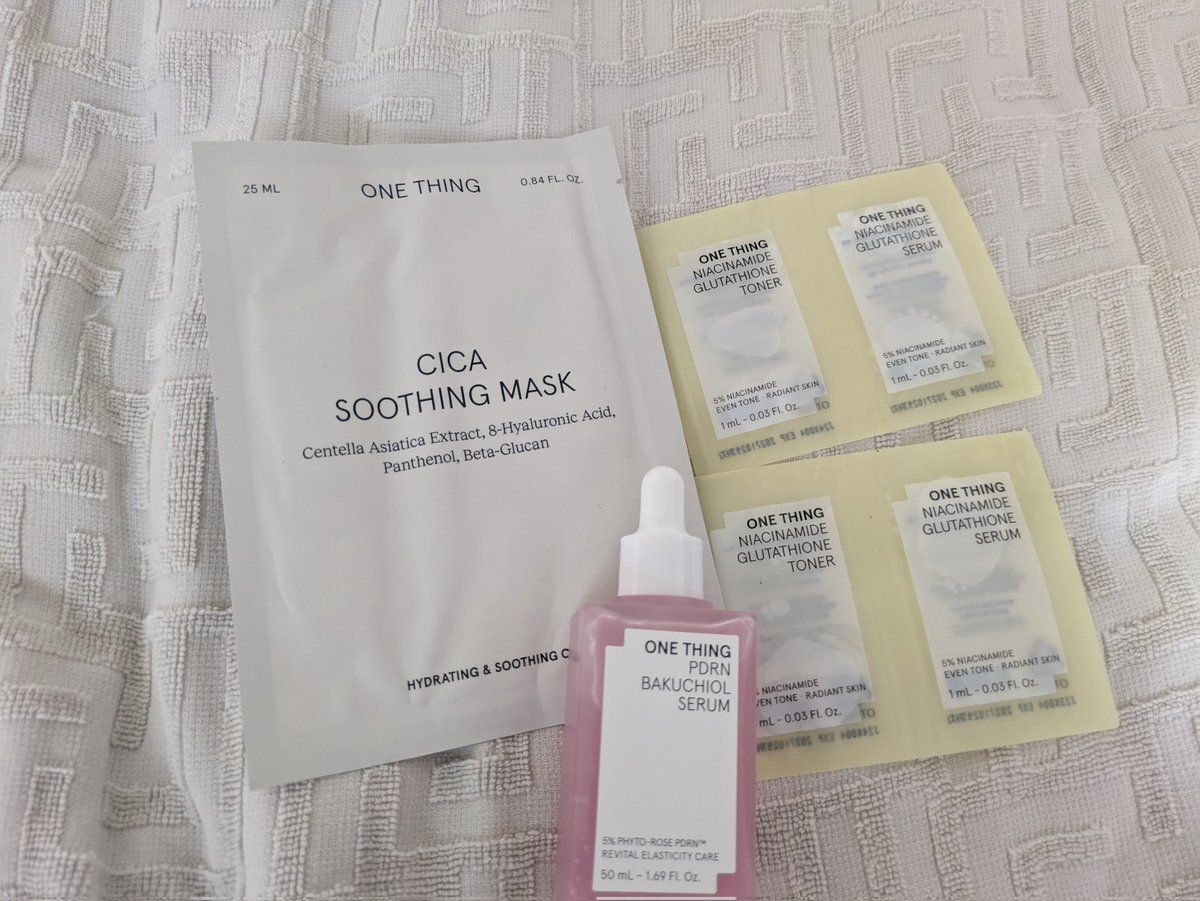 25 ML
ONE THING
0.84 FL. OZ.
CICA
SOOTHING MASK
Centella Asiatica Extract, 8-Hyaluronic Acid,
Panthenol, Beta-Glucan
HYDRATING & SOOTHING
ONE THING
NIACINAMIDE
GLUTATHIONE
TONER
5% NIACINAMIDE
EVEN TONE · RADIANT SKIN
1 mL - 0.03 Fl. Oz.
ONE THING
NIACINAMIDE
GLUTATHIONE
SERUM
5% NIACINAMIDE
EVEN TONE · RADIANT SKIN
1 mL - 0.03 Fl. Oz.
ONE THING
NIACINAMIDE
GLUTATHIONE
TONER
NIACINAMIDE
TONE · RADIANT SKIN
mL - 0.03 Fl. Oz.
ONE THING
NIACINAMIDE
GLUTATHIONE
SERUM
5% NIACINAMIDE
EVEN TONE · RADIANT SKIN
1 mL - 0.03 Fl. Oz.
ONE THING
PDRN
BAKUCHIOL
SERUM
5% PHYTO-ROSE PDRN™
REVITAL ELASTICITY CARE
50 mL - 1.69 Fl. Oz.